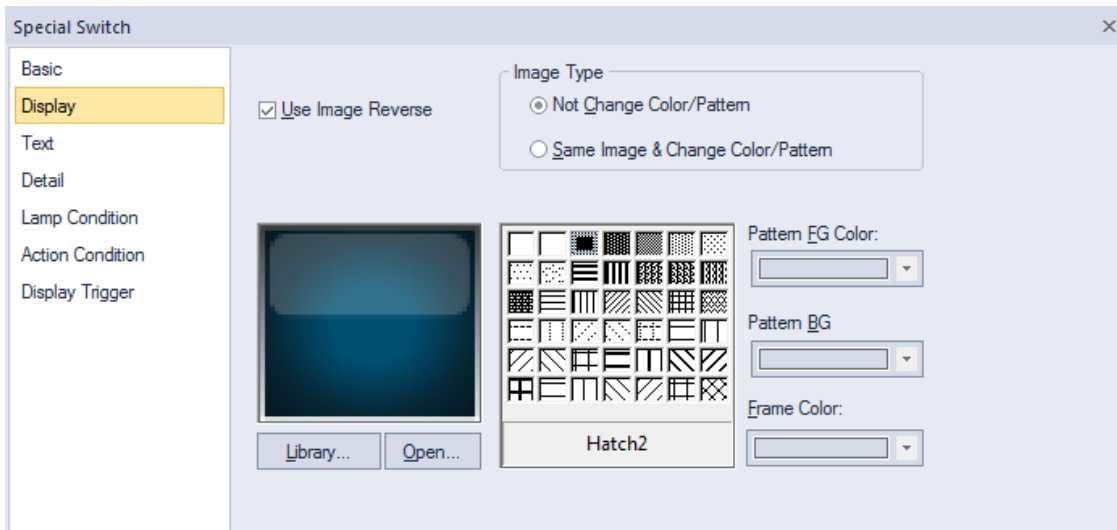 Special Switch
Basic
Display
Text
Detail
Lamp Condition
Action Condition
Display Trigger
Use Image Reverse
Image Type
Not Change Color/Pattern
Same Image & Change Color/Pattern
Library...
Open...
Hatch2
Pattern FG Color:
Pattern BG
Frame Color: